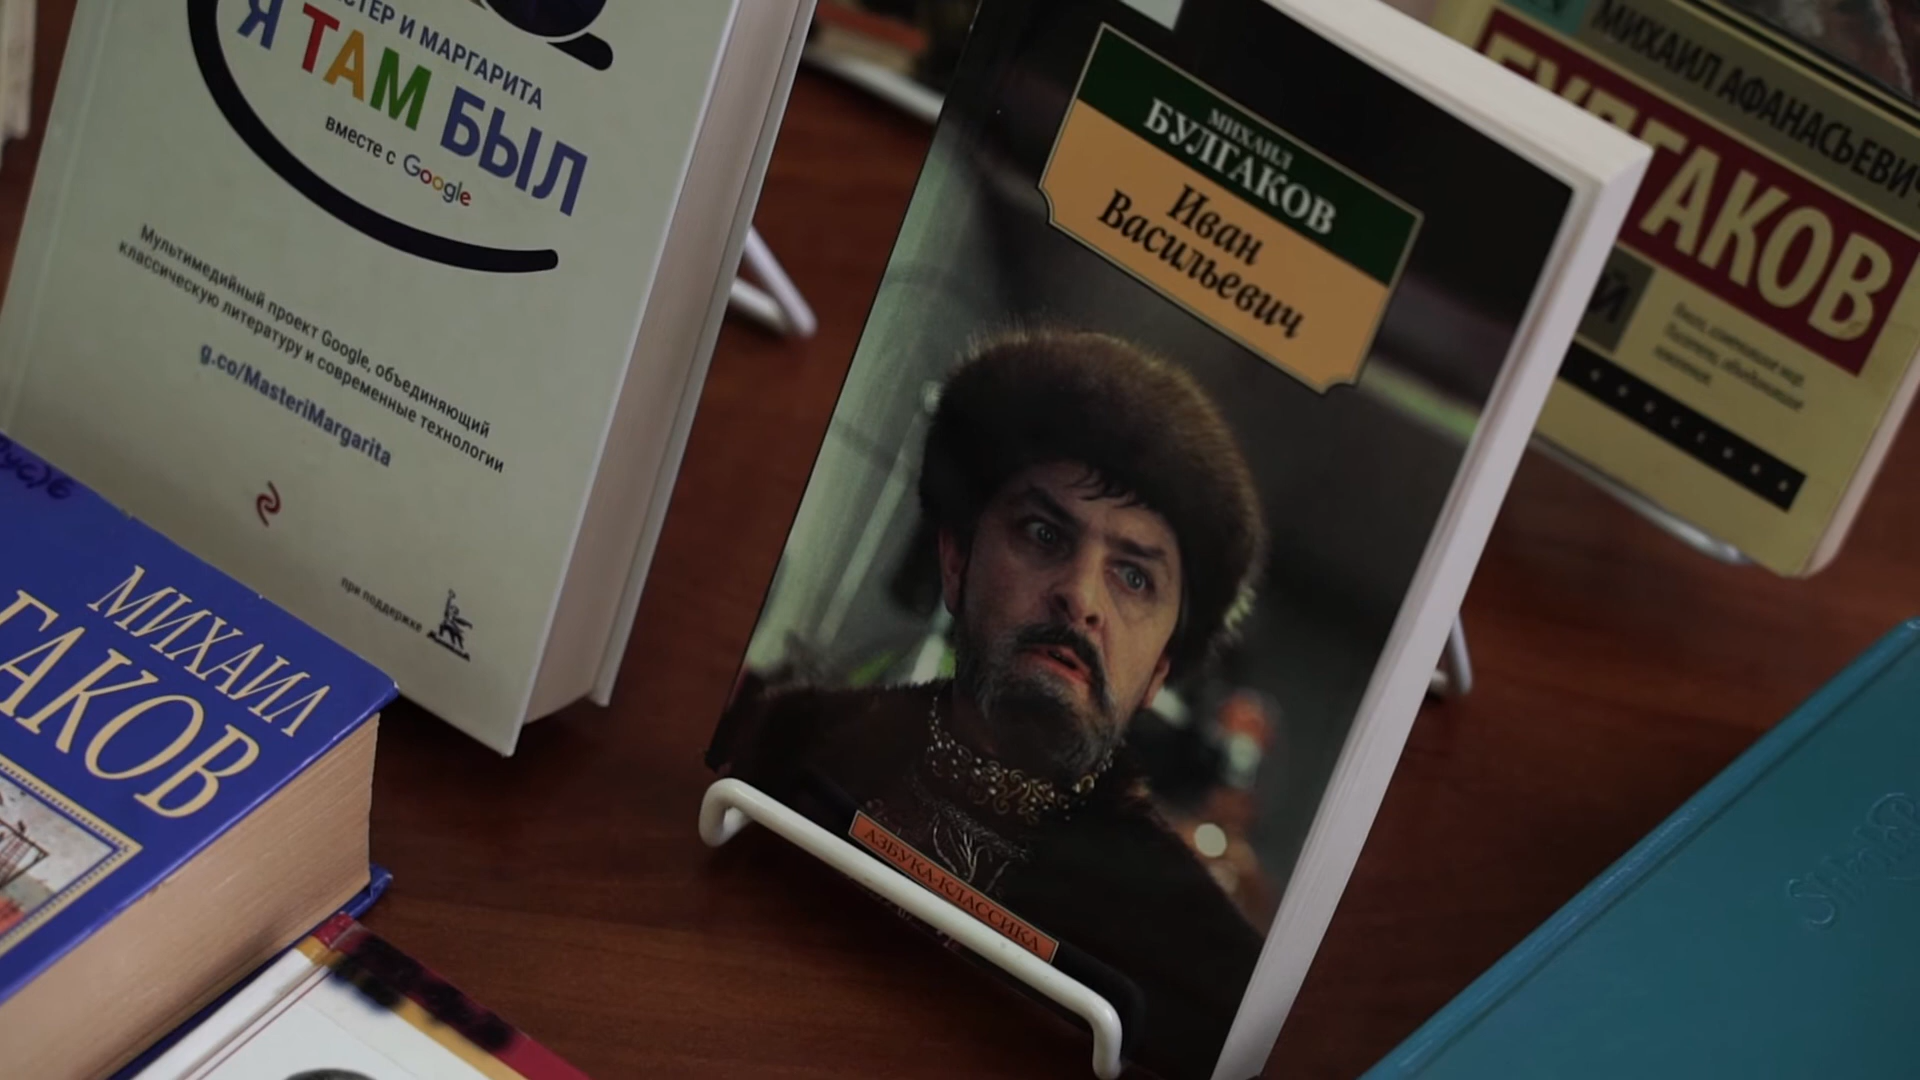 СТЕР И МАРГАРИТА
Я ТАМ БЫЛ
вместе с Google
Мультимедийный проект Google, объединяющий
классическую литературу и современные технологии
g.co/MasteriMargarita
при поддержке
МИХАИЛ
ГАКОВ
МИХАИЛ
БУЛГАКОВ
Иван
Васильевич
АЗБУКА-КЛАССИКА
МИХАИЛ АФАНАСЬЕВИЧ
БУЛГАКОВ